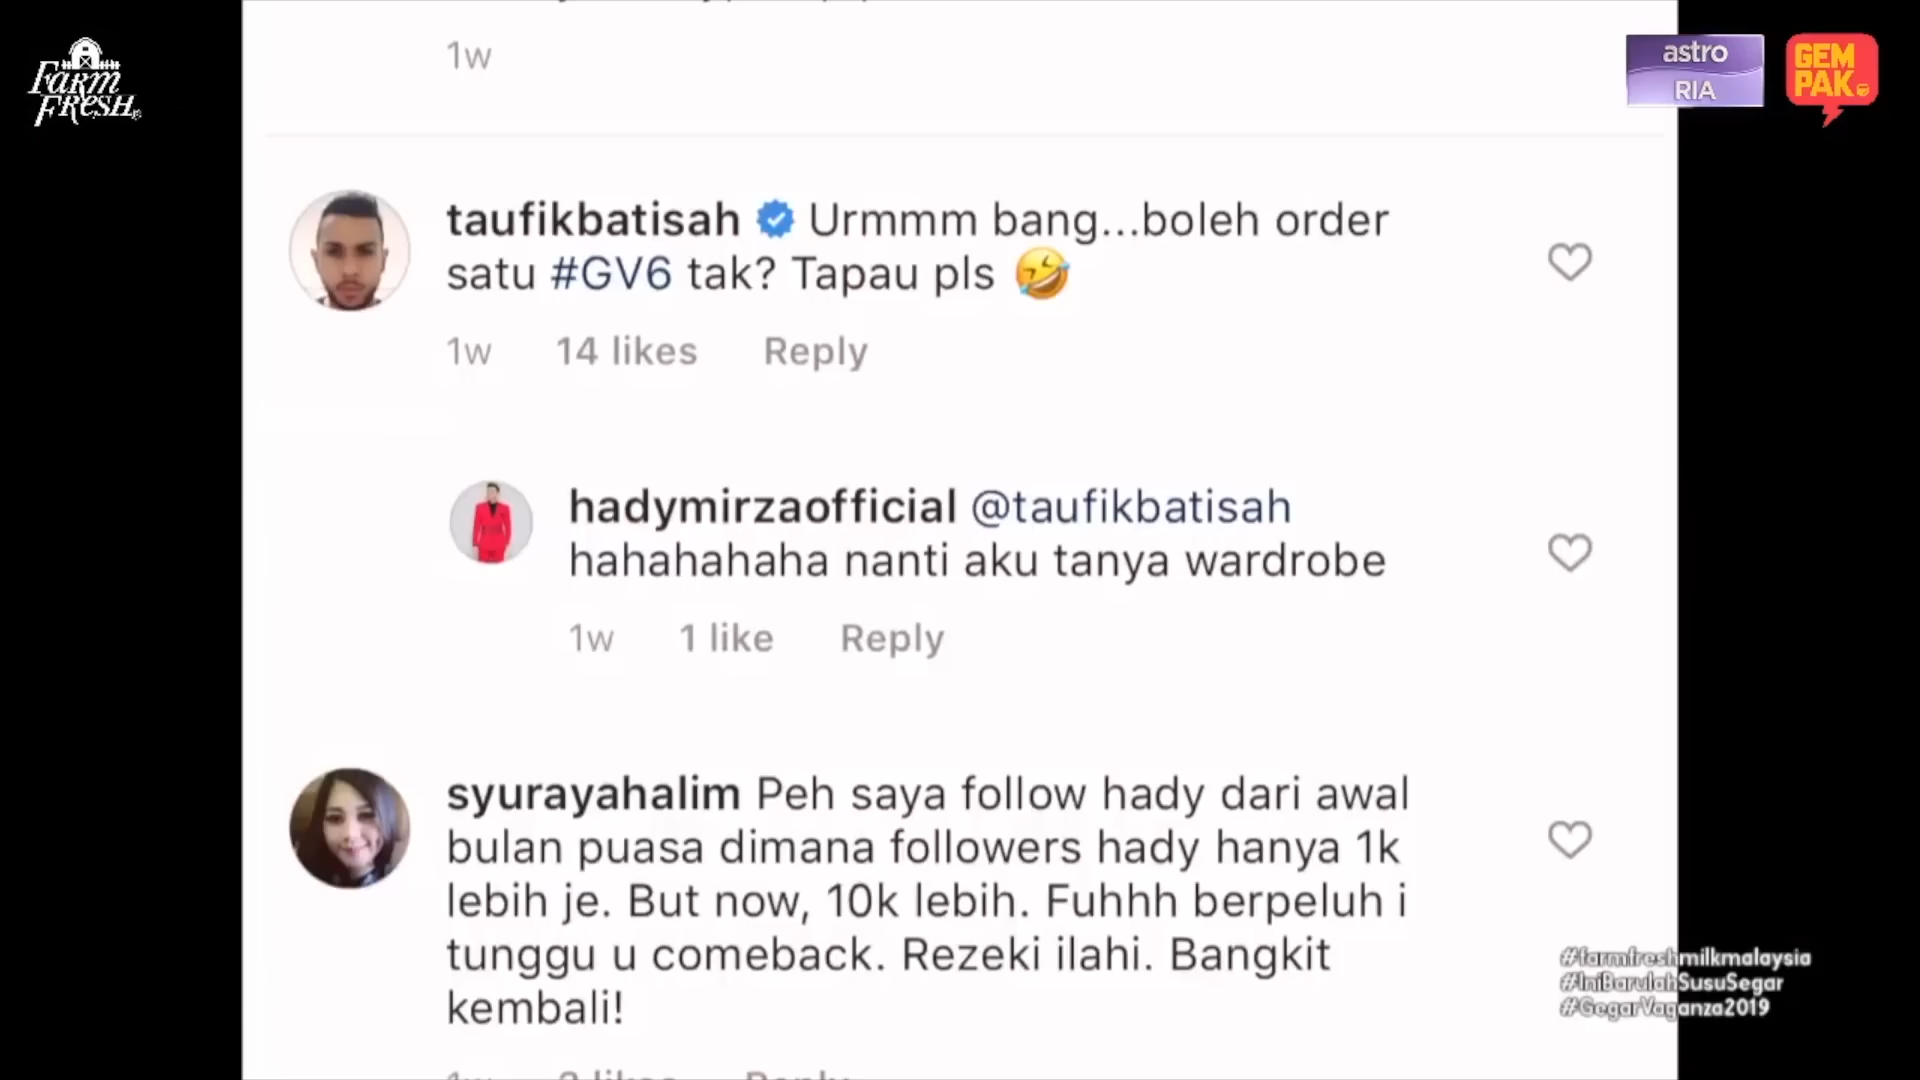 FARM
FRESH
astro
RIA
GEM
PAK
1w
taufikbatisah Urmmm bang...boleh order
satu #GV6 tak? Tapau pls 🤣
1w 14 likes Reply
hadymirzaofficial @taufikbatisah
hahahahaha nanti aku tanya wardrobe
1w 1 like Reply
syurayahalim Peh saya follow hady dari awal
bulan puasa dimana followers hady hanya 1k
lebih je. But now, 10k lebih. Fuhhh berpeluh i
tunggu u comeback. Rezeki ilahi. Bangkit
kembali!
#farmfreshmilkmalaysia
#IniBarulahSusuSegar
#GegarVaganza2019